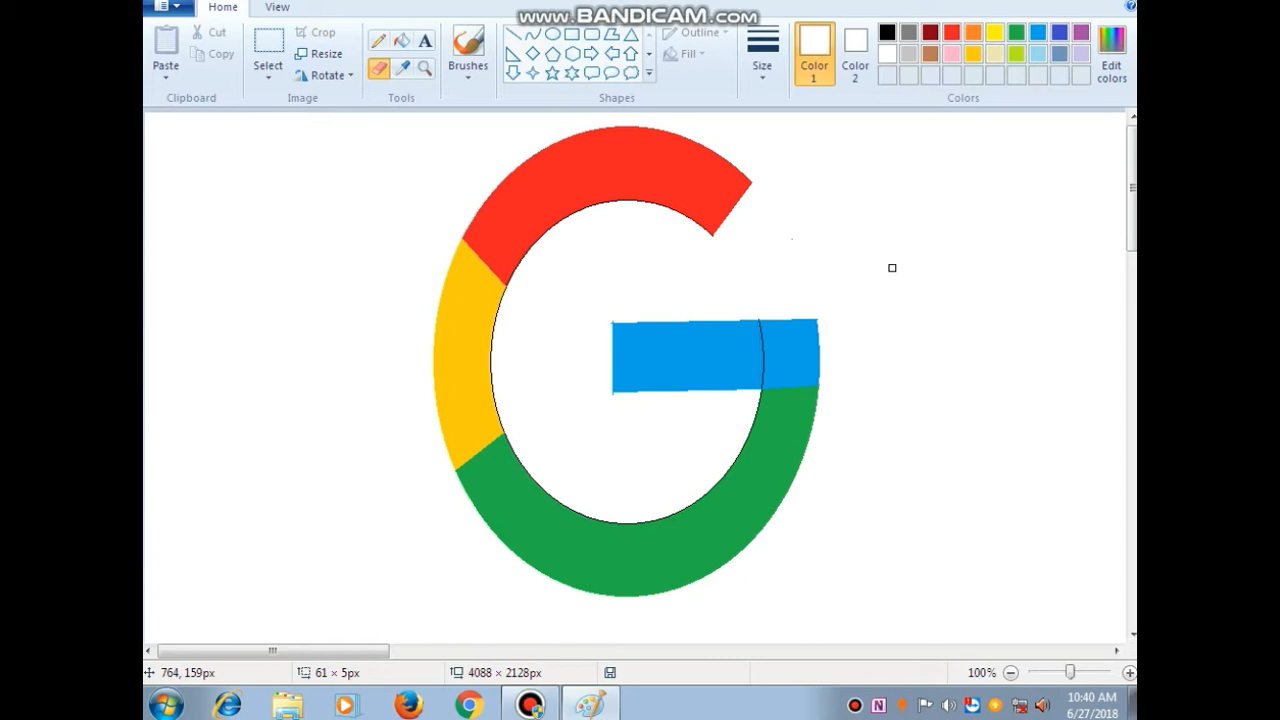 Home View
www.BANDICAM.com
Paste
Cut
Copy
Clipboard
Select
Crop
Resize
Rotate
Image
A
Tools
Brushes
Outline
Fill
Shapes
Size
Color 1
Color 2
Edit colors
Colors
764, 159px
61 × 5px
4088 × 2128px
100%
10:40 AM
6/27/2018